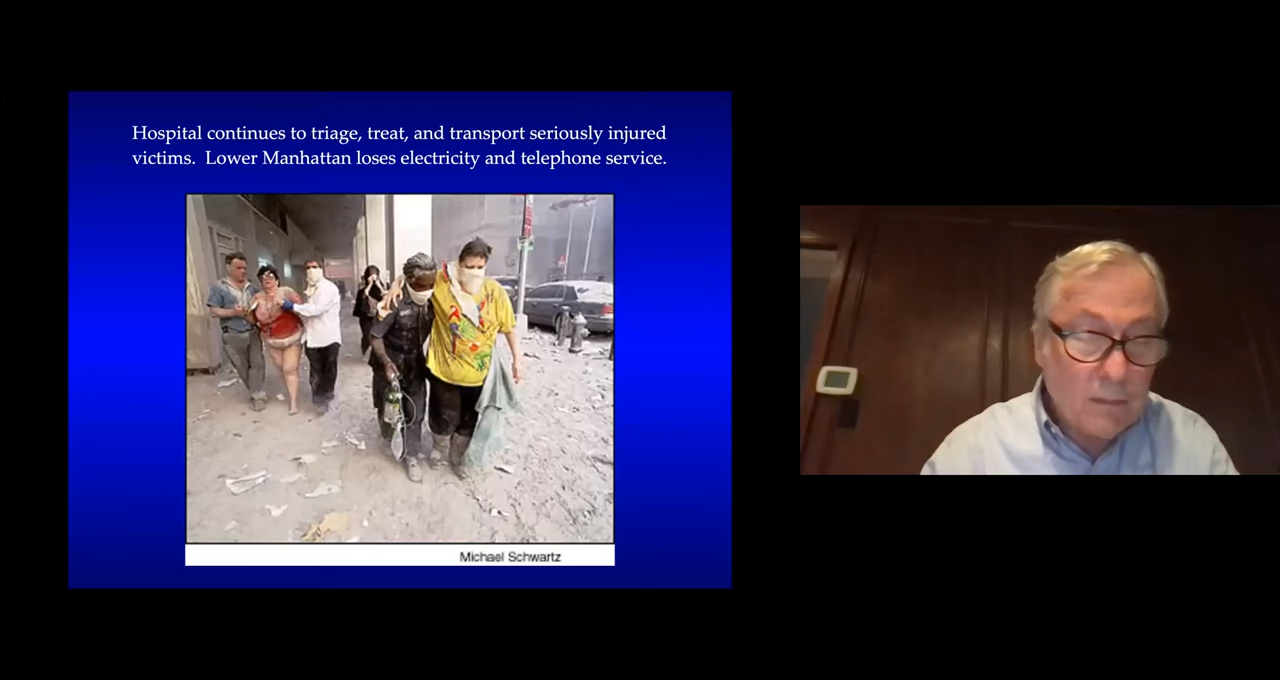 Hospital continues to triage, treat, and transport seriously injured
victims.  Lower Manhattan loses electricity and telephone service.
Michael Schwartz